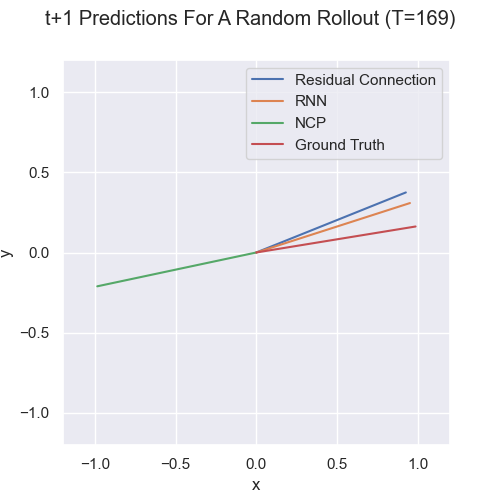 t+1 Predictions For A Random Rollout (T=169)
Residual Connection
RNN
NCP
Ground Truth
1.0
0.5
0.0
−0.5
−1.0
y
−1.0 −0.5 0.0 0.5 1.0
x